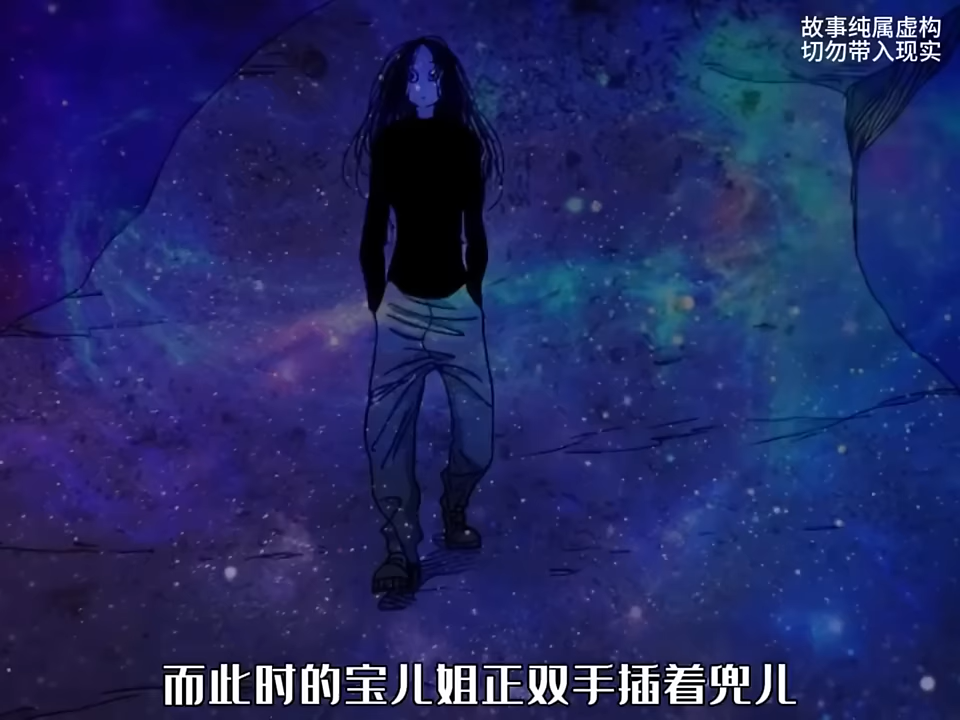 故事纯属虚构
切勿带入现实
而此时的宝儿姐正双手插着兜儿